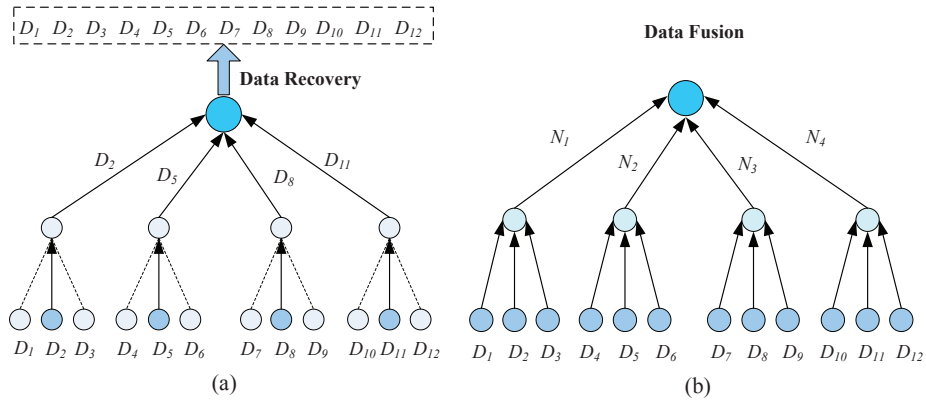 D1 D2 D3 D4 D5 D6 D7 D8 D9 D10 D11 D12
Data Recovery
D2 D5 D8 D11
D1 D2 D3 D4 D5 D6 D7 D8 D9 D10 D11 D12
(a)
Data Fusion
N1 N2 N3 N4
D1 D2 D3 D4 D5 D6 D7 D8 D9 D10 D11 D12
(b)